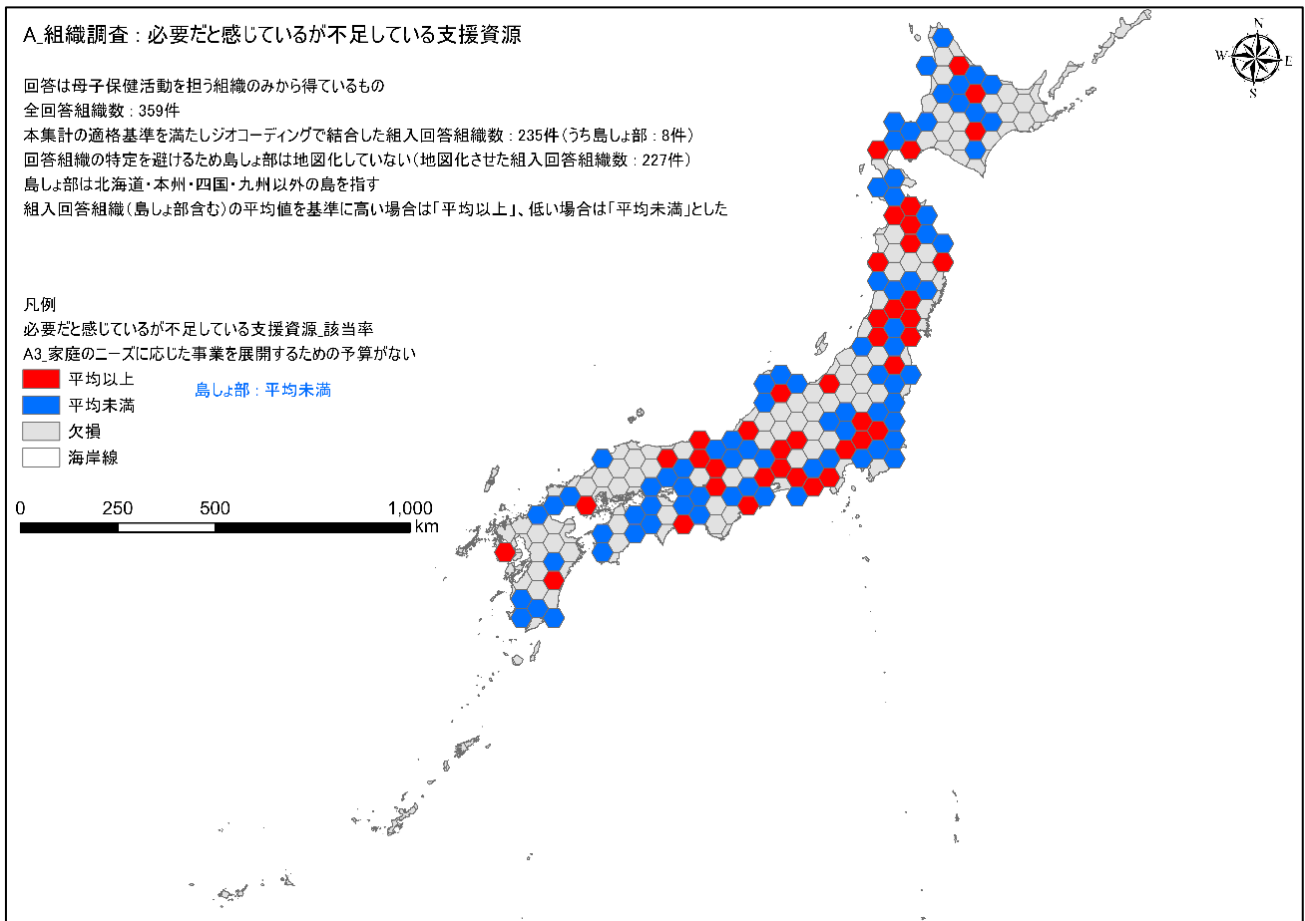 A_組織調査：必要だと感じているが不足している支援資源
回答は母子保健活動を担う組織のみから得ているもの
全回答組織数：359件
本集計の適格基準を満たしジオコーディングで結合した組入回答組織数：235件（うち島しょ部：8件）
回答組織の特定を避けるため島しょ部は地図化していない（地図化させた組入回答組織数：227件）
島しょ部は北海道・本州・四国・九州以外の島を指す
組入回答組織（島しょ部含む）の平均値を基準に高い場合は「平均以上」、低い場合は「平均未満」とした
N
W
E
S
凡例
必要だと感じているが不足している支援資源_該当率
A3_家庭のニーズに応じた事業を展開するための予算がない
平均以上
平均未満
島しょ部：平均未満
欠損
海岸線
0 250 500 1,000
km